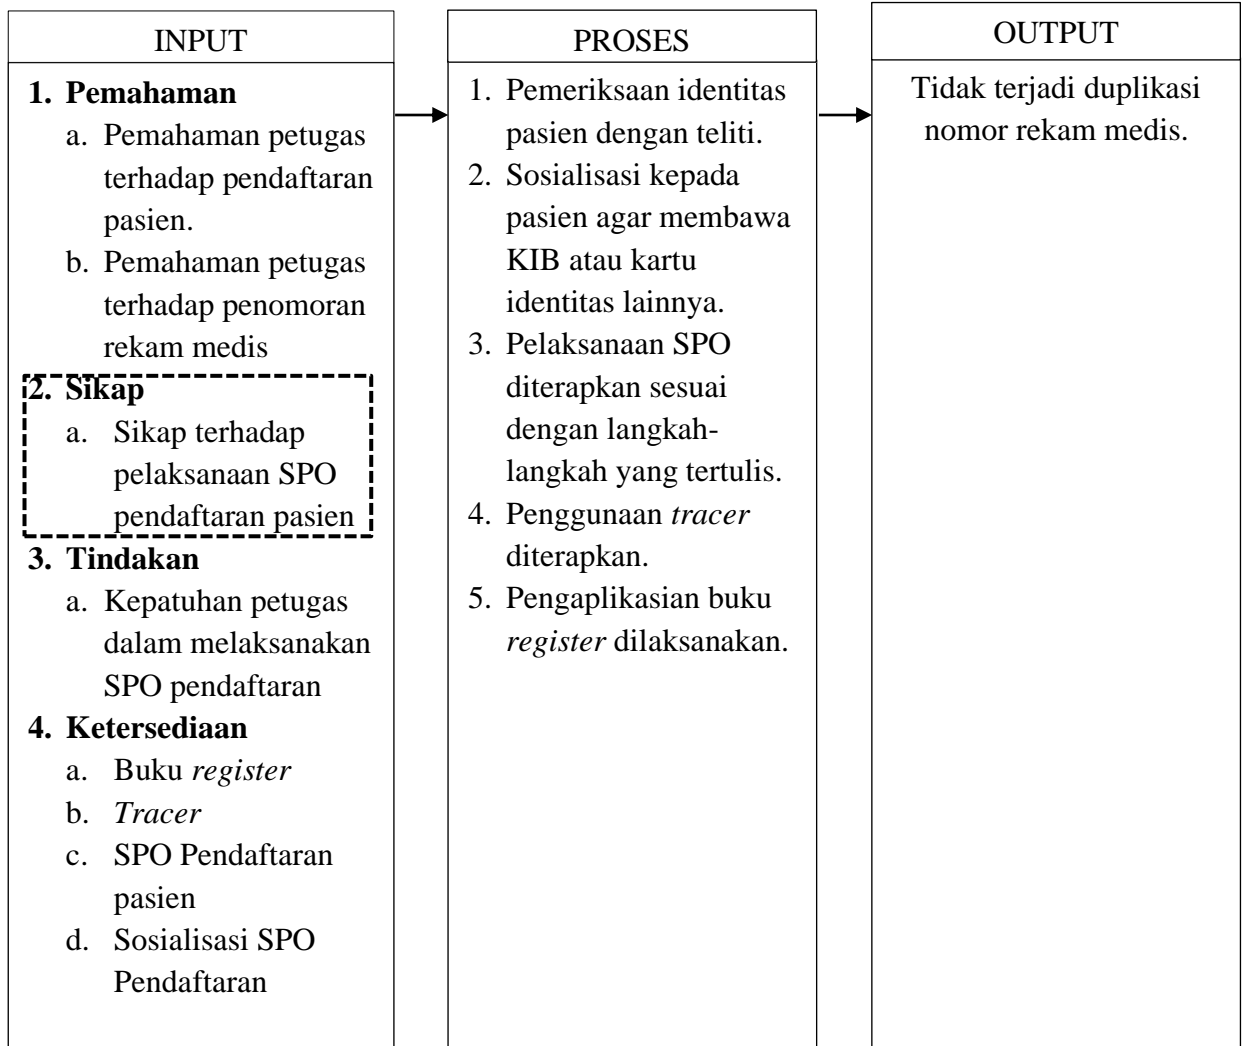 INPUT
1. Pemahaman
a. Pemahaman petugas
terhadap pendaftaran
pasien.
b. Pemahaman petugas
terhadap penomoran
rekam medis
2. Sikap
a. Sikap terhadap
pelaksanaan SPO
pendaftaran pasien
3. Tindakan
a. Kepatuhan petugas
dalam melaksanakan
SPO pendaftaran
4. Ketersediaan
a. Buku register
b. Tracer
c. SPO Pendaftaran
pasien
d. Sosialisasi SPO
Pendaftaran
PROSES
1. Pemeriksaan identitas
pasien dengan teliti.
2. Sosialisasi kepada
pasien agar membawa
KIB atau kartu
identitas lainnya.
3. Pelaksanaan SPO
diterapkan sesuai
dengan langkah-
langkah yang tertulis.
4. Penggunaan tracer
diterapkan.
5. Pengaplikasian buku
register dilaksanakan.
OUTPUT
Tidak terjadi duplikasi
nomor rekam medis.